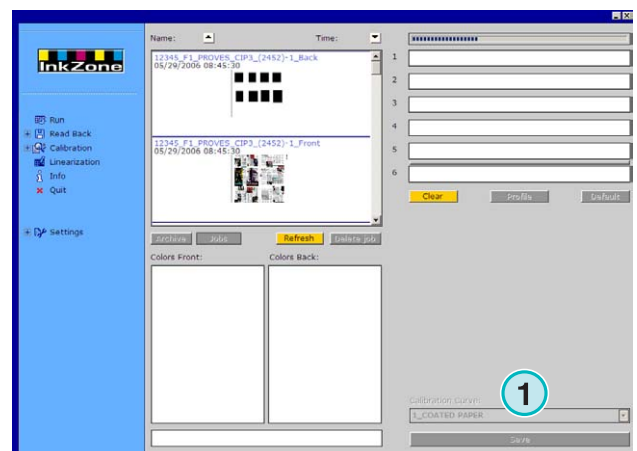 InkZone
Run
Read Back
Calibration
Linearization
Info
Quit
Settings
Name:
Time:
12345_F1_PROVES_CIP3_(2452)-1_Back
05/29/2006 08:45:30
12345_F1_PROVES_CIP3_(2452)-1_Front
05/29/2006 08:45:30
Archive
Jobs
Refresh
Delete job
Colors Front:
Colors Back:
1
2
3
4
5
6
Clear
Profile
Default
1
Calibration Curve:
1_COATED PAPER
Save